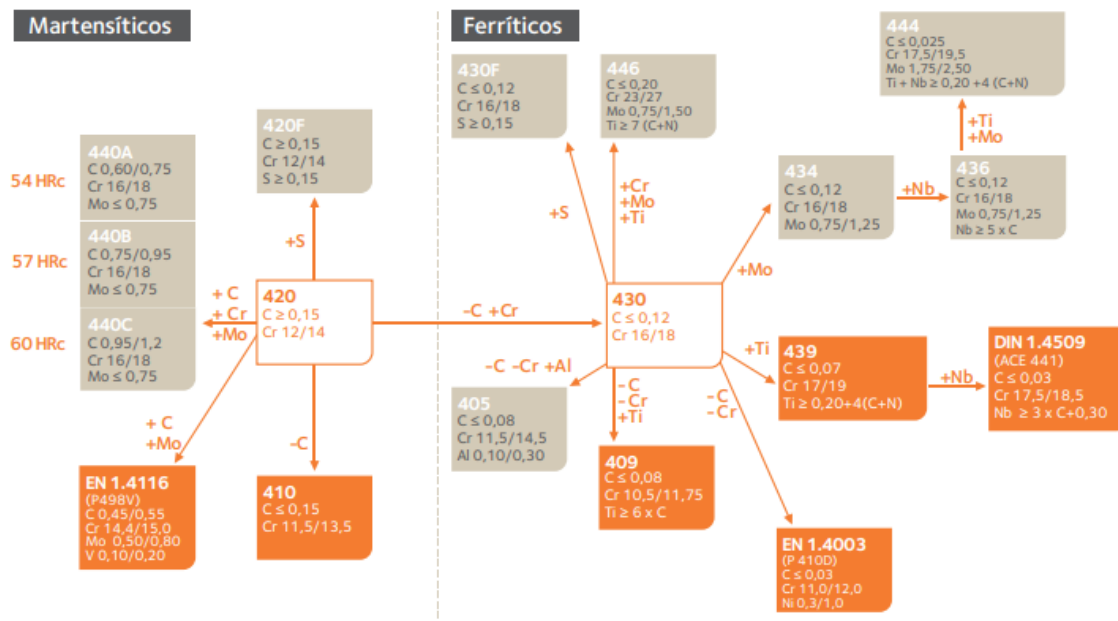 Martensíticos
54 HRc
57 HRc
60 HRc
440A
C 0,60/0,75
Cr 16/18
Mo ≤ 0,75
440B
C 0,75/0,95
Cr 16/18
Mo ≤ 0,75
440C
C 0,95/1,2
Cr 16/18
Mo ≤ 0,75
420F
C ≥ 0,15
Cr 12/14
S ≥ 0,15
+S
+ C
+ Cr
+Mo
420
C ≥ 0,15
Cr 12/14
+ C
+Mo
-C
EN 1.4116
(P498V)
C 0,45/0,55
Cr 14,4/15,0
Mo 0,50/0,80
V 0,10/0,20
410
C ≤ 0,15
Cr 11,5/13,5
-C +Cr
Ferríticos
430F
C ≤ 0,12
Cr 16/18
S ≥ 0,15
446
C ≤ 0,20
Cr 23/27
Mo 0,75/1,50
Ti ≥ 7 (C+N)
444
C ≤ 0,025
Cr 17,5/19,5
Mo 1,75/2,50
Ti + Nb ≥ 0,20 +4 (C+N)
+Ti
+Mo
434
C ≤ 0,12
Cr 16/18
Mo 0,75/1,25
+Nb
436
C ≤ 0,12
Cr 16/18
Mo 0,75/1,25
Nb ≥ 5 x C
+S
+Cr
+Mo
+Ti
+Mo
430
C ≤ 0,12
Cr 16/18
+Ti
439
C ≤ 0,07
Cr 17/19
Ti ≥ 0,20+4(C+N)
+Nb
DIN 1.4509
(ACE 441)
C ≤ 0,03
Cr 17,5/18,5
Nb ≥ 3 x C+0,30
-C -Cr +Al
405
C ≤ 0,08
Cr 11,5/14,5
Al 0,10/0,30
-C
-Cr
+Ti
409
C ≤ 0,08
Cr 10,5/11,75
Ti ≥ 6 x C
-C
-Cr
EN 1.4003
(P 410D)
C ≤ 0,03
Cr 11,0/12,0
Ni 0,3/1,0